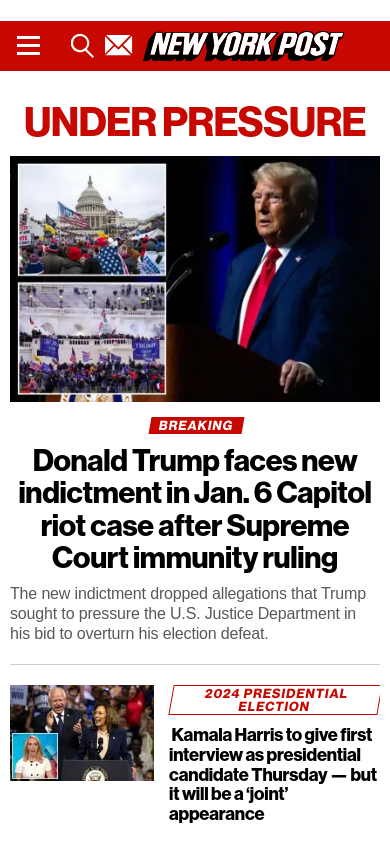 NEW YORK POST
UNDER PRESSURE
TRUMP
BREAKING
Donald Trump faces new
indictment in Jan. 6 Capitol
riot case after Supreme
Court immunity ruling
The new indictment dropped allegations that Trump
sought to pressure the U.S. Justice Department in
his bid to overturn his election defeat.
2024 PRESIDENTIAL
ELECTION
Kamala Harris to give first
interview as presidential
candidate Thursday — but
it will be a ‘joint’
appearance